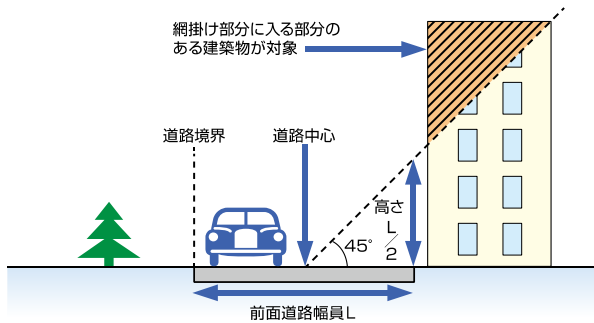 網掛け部分に入る部分の
ある建築物が対象
道路境界
道路中心
高さ
L
2
45°
前面道路幅員L